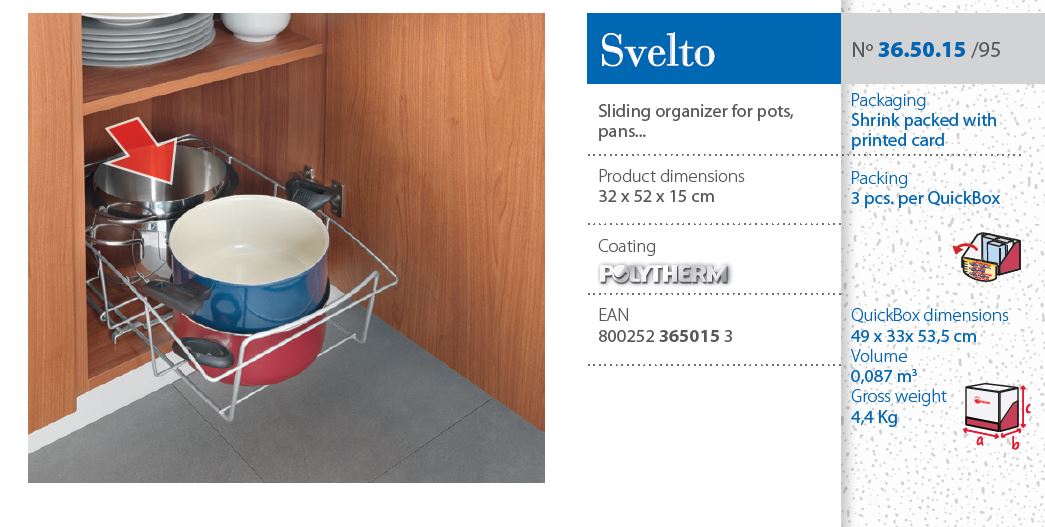 Svelto
Nº 36.50.15 /95
Sliding organizer for pots,
pans...
Product dimensions
32 x 52 x 15 cm
Coating
POLYTHERM
EAN
800252 365015 3
Packaging
Shrink packed with
printed card
Packing
3 pcs. per QuickBox
QuickBox dimensions
49 x 33x 53,5 cm
Volume
0,087 m³
Gross weight
4,4 Kg
a
b